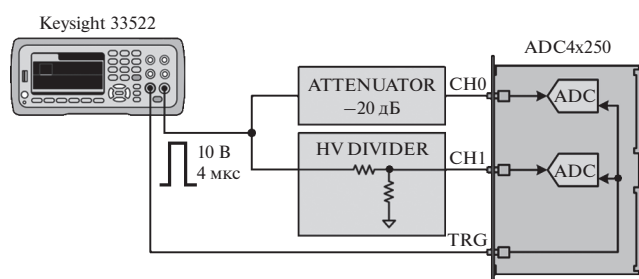 Keysight 33522
ADC4x250
ATTENUATOR
−20 дБ
CH0
ADC
HV DIVIDER
CH1
ADC
10 В
4 мкс
TRG